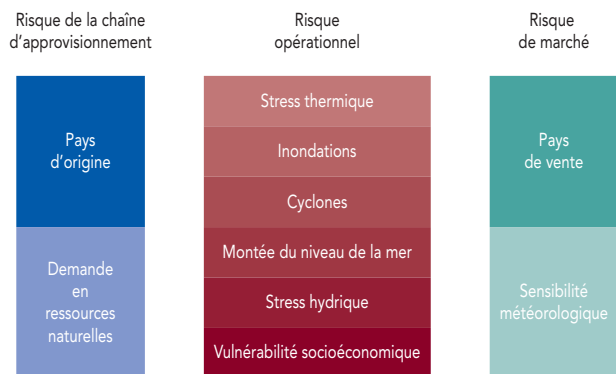 Risque de la chaîne
d'approvisionnement
Pays
d'origine
Demande
en
ressources
naturelles
Risque
opérationnel
Stress thermique
Inondations
Cyclones
Montée du niveau de la mer
Stress hydrique
Vulnérabilité socioéconomique
Risque
de marché
Pays
de vente
Sensibilité
météorologique